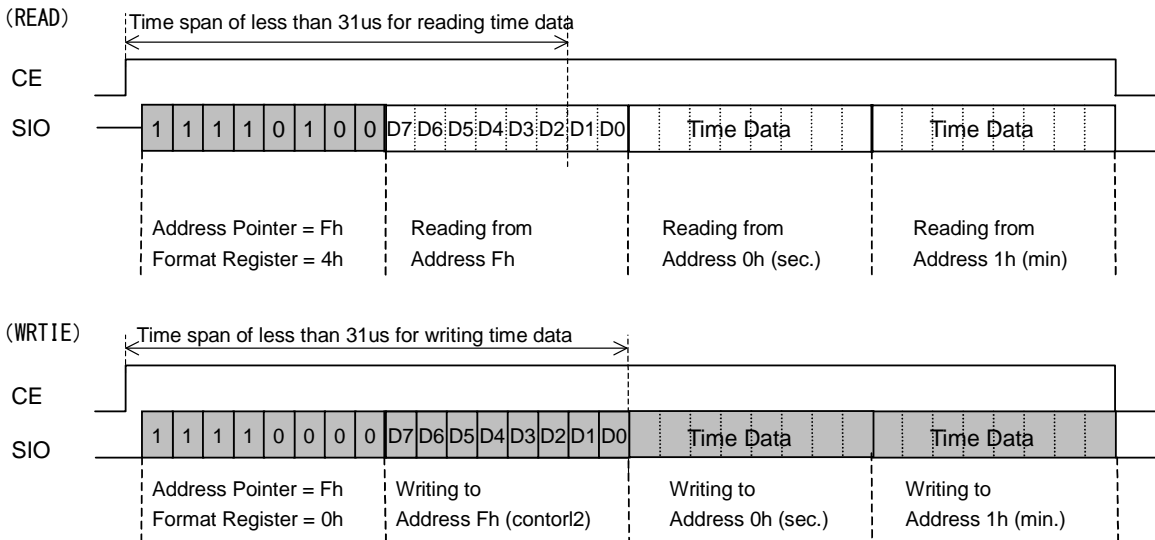 (READ)
Time span of less than 31us for reading time data
CE
SIO
1 1 1 1 0 1 0 0 D7 D6 D5 D4 D3 D2 D1 D0 Time Data Time Data
Address Pointer = Fh Reading from Reading from Reading from
Format Register = 4h Address Fh Address 0h (sec.) Address 1h (min)
(WRTIE)
Time span of less than 31us for writing time data
CE
SIO
1 1 1 1 0 0 0 0 D7 D6 D5 D4 D3 D2 D1 D0 Time Data Time Data
Address Pointer = Fh Writing to Writing to Writing to
Format Register = 0h Address Fh (contorl2) Address 0h (sec.) Address 1h (min.)